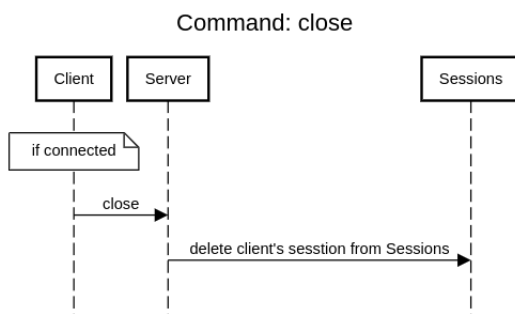 Command: close
Client
Server
Sessions
if connected
close
delete client's sesstion from Sessions